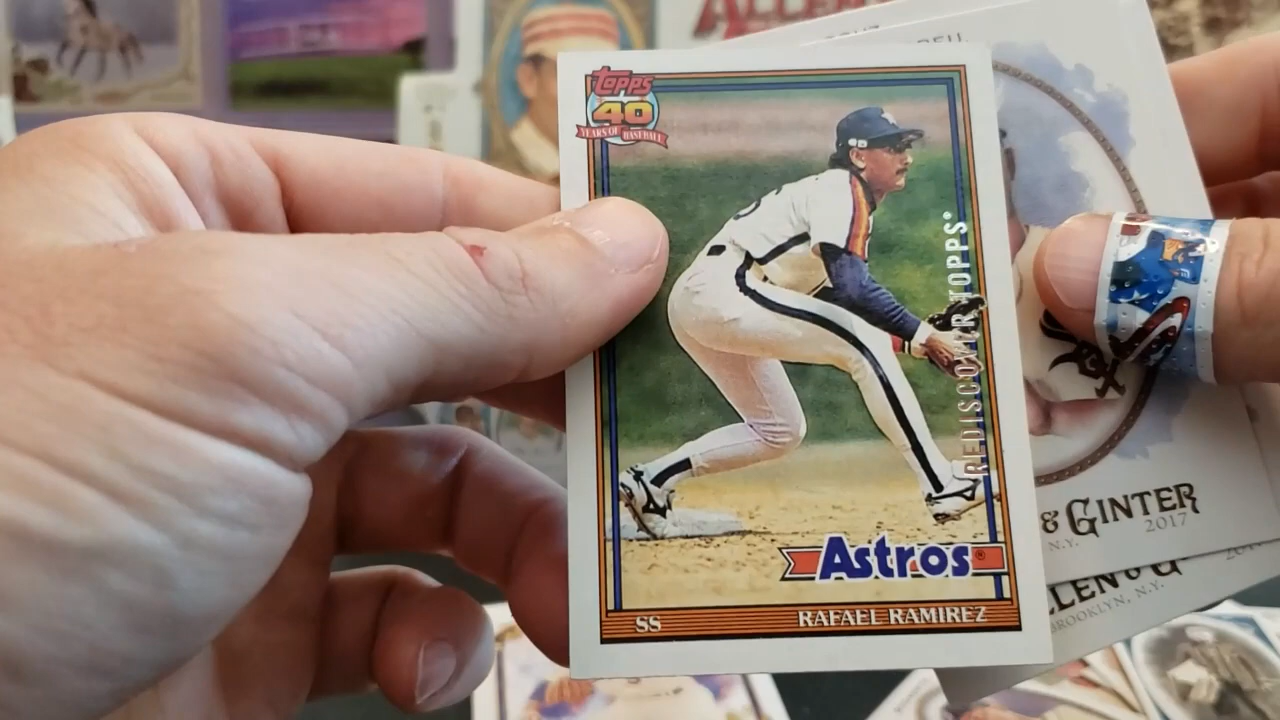 topps
40
YEARS OF BASEBALL
REDISCOVER TOPPS®
Astros®
SS
RAFAEL RAMIREZ
& GINTER
N.Y.
2017
BROOKLYN, N.Y.